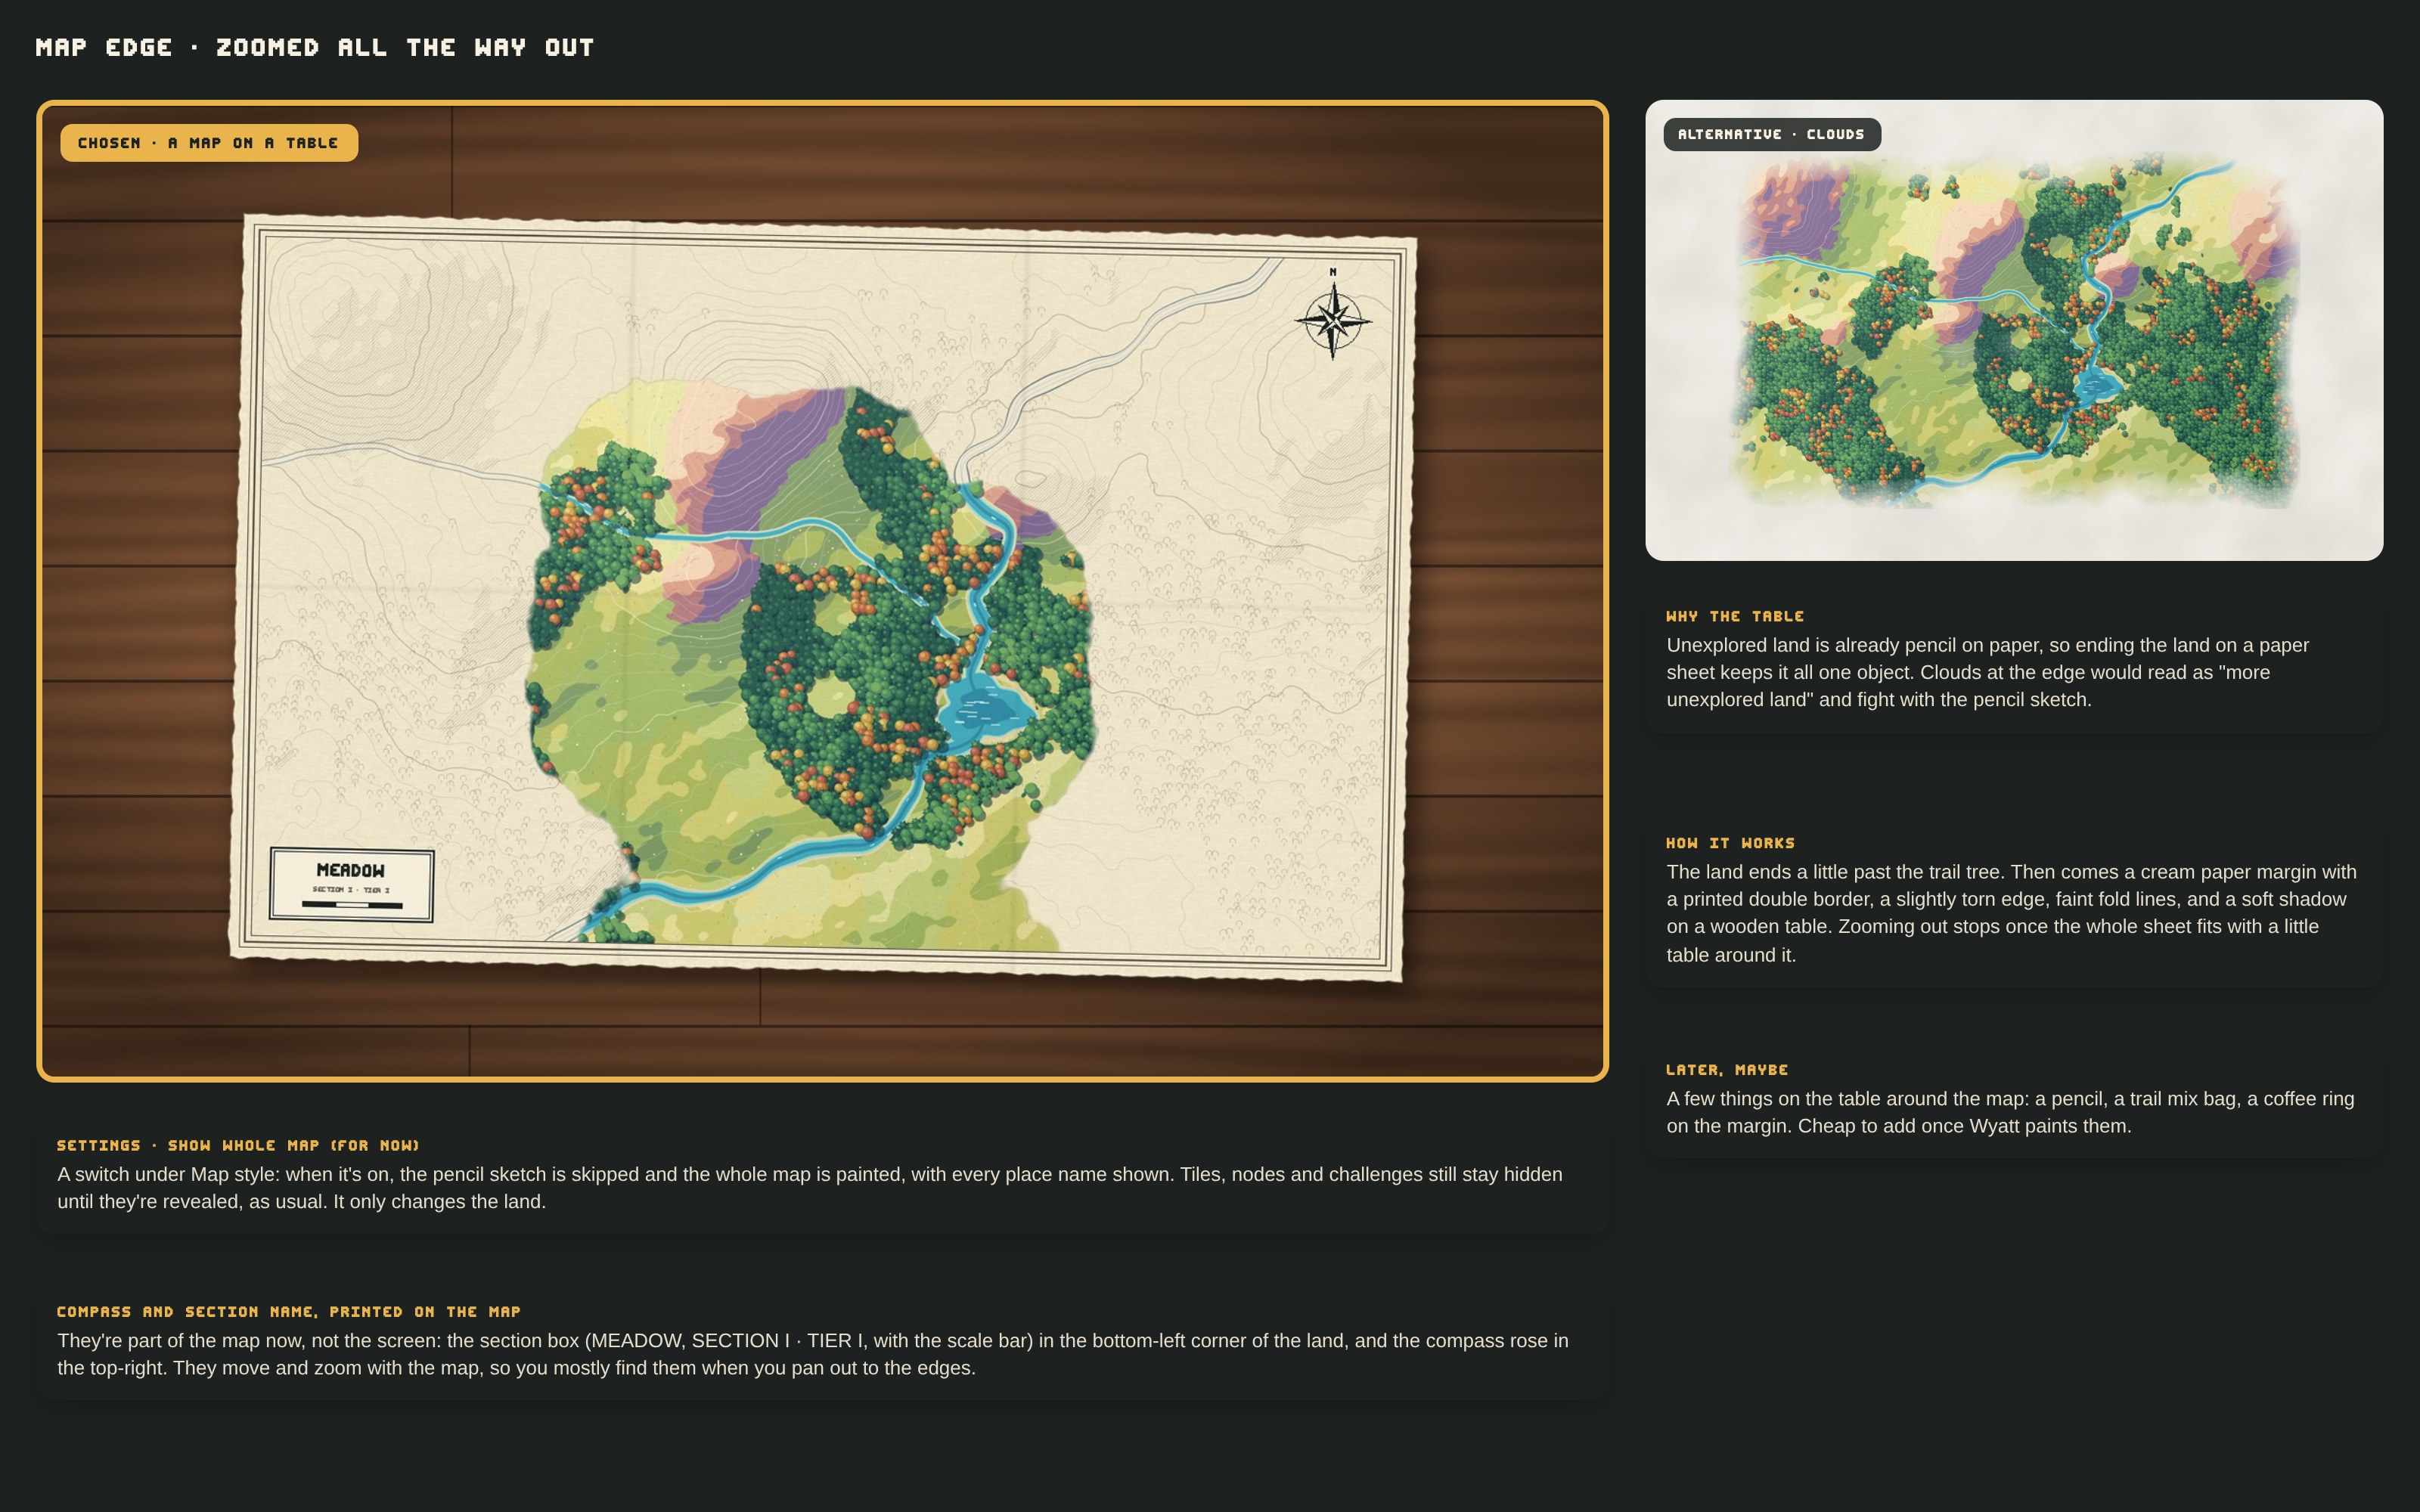 MAP EDGE · ZOOMED ALL THE WAY OUT
CHOSEN · A MAP ON A TABLE
N
MEADOW
SECTION I · TIER I
ALTERNATIVE · CLOUDS
WHY THE TABLE
Unexplored land is already pencil on paper, so ending the land on a paper
sheet keeps it all one object. Clouds at the edge would read as "more
unexplored land" and fight with the pencil sketch.
HOW IT WORKS
The land ends a little past the trail tree. Then comes a cream paper margin with
a printed double border, a slightly torn edge, faint fold lines, and a soft shadow
on a wooden table. Zooming out stops once the whole sheet fits with a little
table around it.
LATER, MAYBE
A few things on the table around the map: a pencil, a trail mix bag, a coffee ring
on the margin. Cheap to add once Wyatt paints them.
SETTINGS · SHOW WHOLE MAP (FOR NOW)
A switch under Map style: when it's on, the pencil sketch is skipped and the whole map is painted, with every place name shown. Tiles, nodes and challenges still stay hidden
until they're revealed, as usual. It only changes the land.
COMPASS AND SECTION NAME, PRINTED ON THE MAP
They're part of the map now, not the screen: the section box (MEADOW, SECTION I · TIER I, with the scale bar) in the bottom-left corner of the land, and the compass rose in
the top-right. They move and zoom with the map, so you mostly find them when you pan out to the edges.